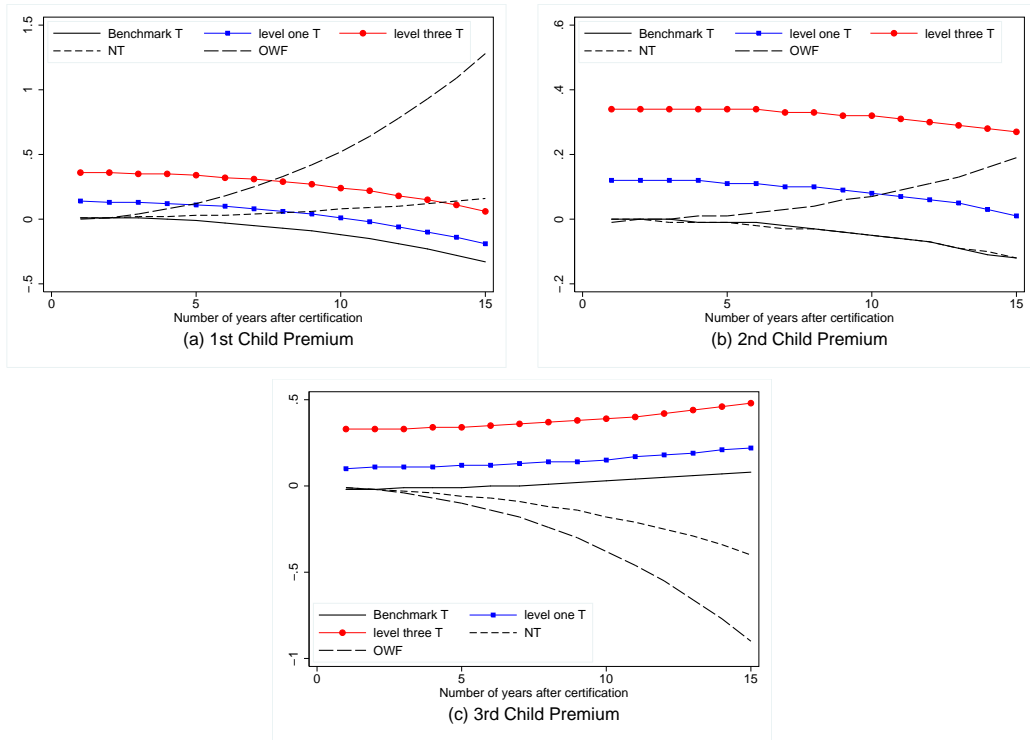 1.5
1
.5
0
-.5
Benchmark T
level one T
level three T
NT
OWF
0
5
10
15
Number of years after certification
(a) 1st Child Premium
.6
.4
.2
0
-.2
Benchmark T
level one T
level three T
NT
OWF
0
5
10
15
Number of years after certification
(b) 2nd Child Premium
.5
0
-.5
-1
Benchmark T
level one T
level three T
NT
OWF
0
5
10
15
Number of years after certification
(c) 3rd Child Premium